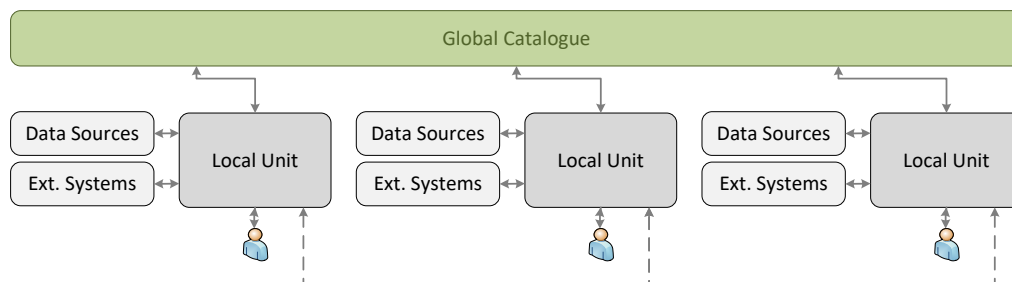 Global Catalogue
Data Sources
Ext. Systems
Local Unit
Data Sources
Ext. Systems
Local Unit
Data Sources
Ext. Systems
Local Unit